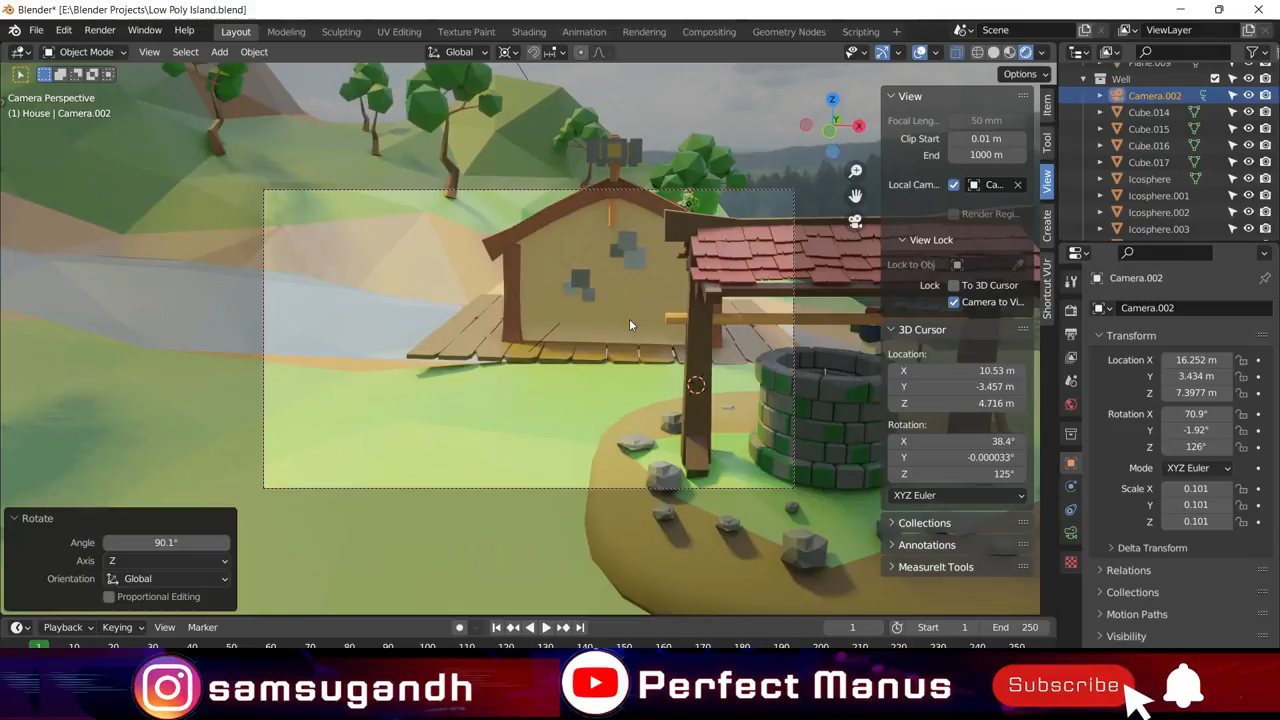 Blender* [E:\Blender Projects\Low Poly Island.blend]
File Edit Render Window Help Layout Modeling Sculpting UV Editing Texture Paint Shading Animation Rendering Compositing Geometry Nodes Scripting + Scene ViewLayer
Object Mode View Select Add Object Global
Options
Camera Perspective
(1) House | Camera.002
Z
Y
X
View
Focal Leng... 50 mm
Clip Start 0.01 m
End 1000 m
Local Cam... Ca...
Render Regi...
View Lock
Lock to Obj
Lock To 3D Cursor
Camera to Vi...
3D Cursor
Location:
X 10.53 m
Y -3.457 m
Z 4.716 m
Rotation:
X 38.4°
Y -0.000033°
Z 125°
XYZ Euler
Collections
Annotations
MeasureIt Tools
Item
Tool
View
Create
Shortcut VUr
Plane.009
Well
Camera.002
Cube.014
Cube.015
Cube.016
Cube.017
Icosphere
Icosphere.001
Icosphere.002
Icosphere.003
Camera.002
Camera.002
Transform
Location X 16.252 m
Y 3.434 m
Z 7.3977 m
Rotation X 70.9°
Y -1.92°
Z 126°
Mode XYZ Euler
Scale X 0.101
Y 0.101
Z 0.101
Delta Transform
Relations
Collections
Motion Paths
Visibility
Rotate
Angle 90.1°
Axis Z
Orientation Global
Proportional Editing
Playback Keying View Marker 1 Start 1 End 250
samsugandh Perfect Manus Subscribe